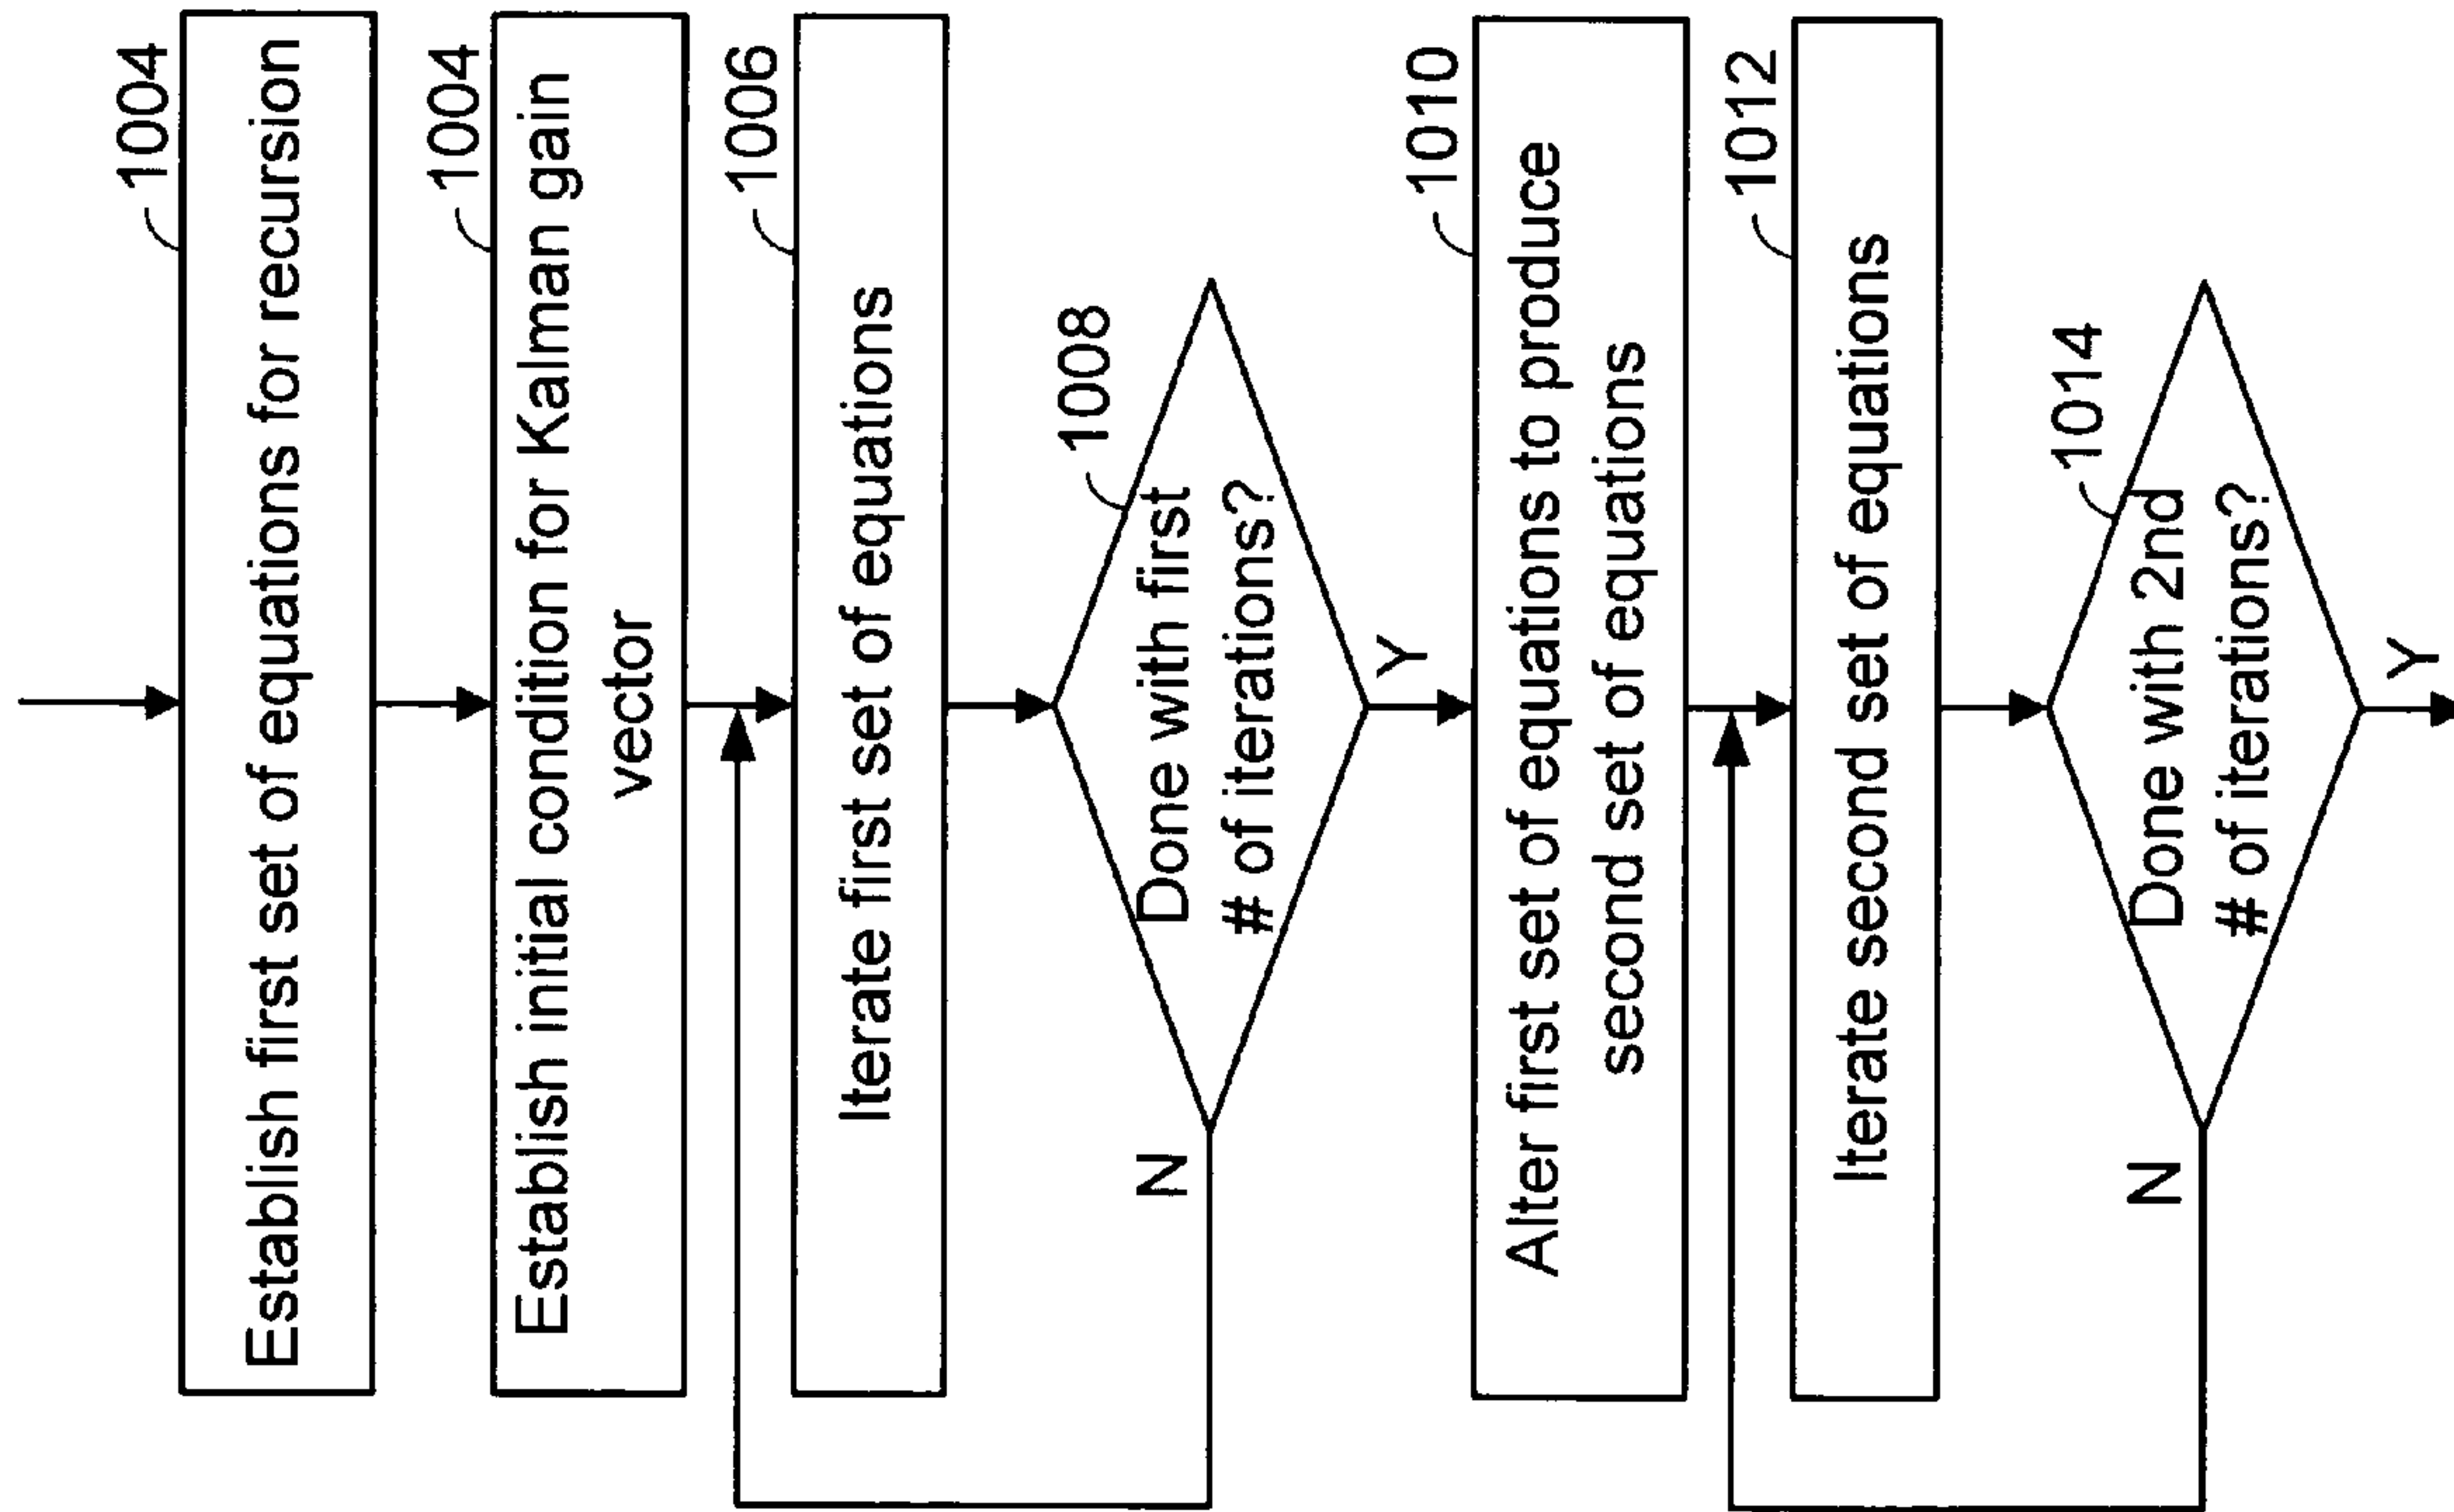 1004
Establish first set of equations for recursion
1004
Establish initial condition for Kalman gain
vector
1006
Iterate first set of equations
1008
Done with first
# of iterations?
N
Y
1010
Alter first set of equations to produce
second set of equations
1012
Iterate second set of equations
1014
Done with 2nd
# of iterations?
N
Y